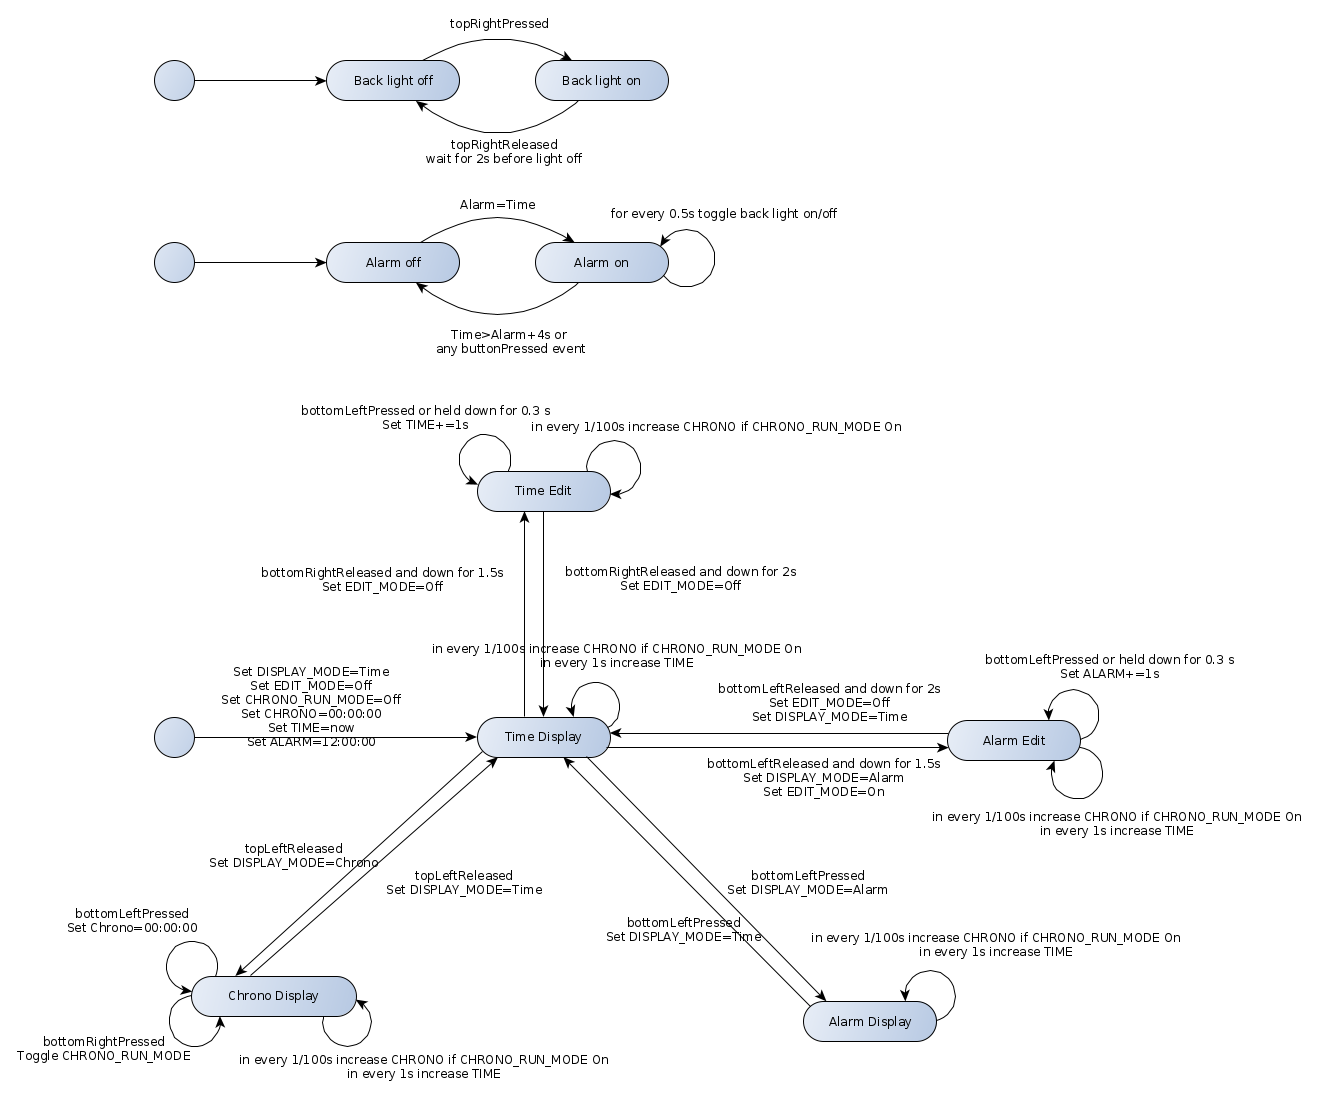 topRightPressed
Back light off
Back light on
topRightReleased
wait for 2s before light off
Alarm=Time
for every 0.5s toggle back light on/off
Alarm off
Alarm on
Time>Alarm+4s or
any buttonPressed event
bottomLeftPressed or held down for 0.3 s
Set TIME+=1s
in every 1/100s increase CHRONO if CHRONO_RUN_MODE On
Time Edit
bottomRightReleased and down for 1.5s
Set EDIT_MODE=Off
bottomRightReleased and down for 2s
Set EDIT_MODE=Off
in every 1/100s increase CHRONO if CHRONO_RUN_MODE On
in every 1s increase TIME
Set DISPLAY_MODE=Time
Set EDIT_MODE=Off
Set CHRONO_RUN_MODE=Off
Set CHRONO=00:00:00
Set TIME=now
Set ALARM=12:00:00
Time Display
bottomLeftReleased and down for 2s
Set EDIT_MODE=Off
Set DISPLAY_MODE=Time
bottomLeftPressed or held down for 0.3 s
Set ALARM+=1s
Alarm Edit
bottomLeftReleased and down for 1.5s
Set DISPLAY_MODE=Alarm
Set EDIT_MODE=On
in every 1/100s increase CHRONO if CHRONO_RUN_MODE On
in every 1s increase TIME
topLeftReleased
Set DISPLAY_MODE=Chrono
topLeftReleased
Set DISPLAY_MODE=Time
bottomLeftPressed
Set DISPLAY_MODE=Alarm
bottomLeftPressed
Set DISPLAY_MODE=Time
bottomLeftPressed
Set Chrono=00:00:00
in every 1/100s increase CHRONO if CHRONO_RUN_MODE On
in every 1s increase TIME
Chrono Display
Alarm Display
bottomRightPressed
Toggle CHRONO_RUN_MODE
in every 1/100s increase CHRONO if CHRONO_RUN_MODE On
in every 1s increase TIME